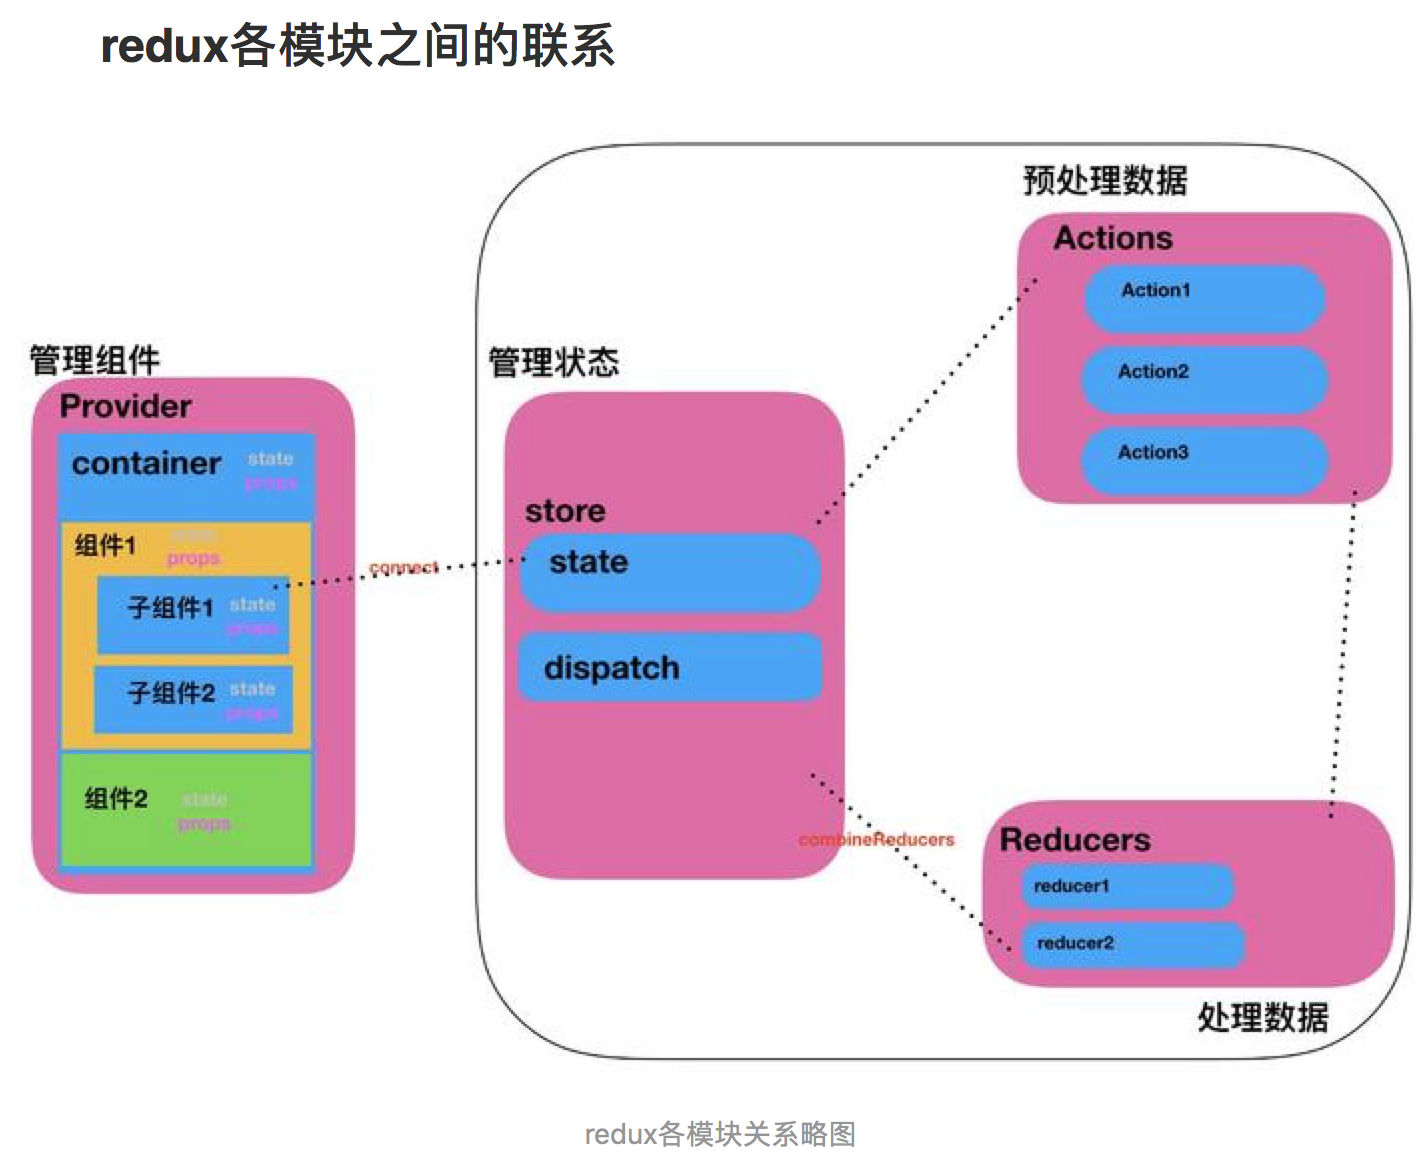 redux各模块之间的联系
预处理数据
Actions
Action1
Action2
Action3
管理组件
Provider
container
state
props
组件1
props
子组件1
state
props
子组件2
state
props
组件2
state
props
connect
管理状态
store
state
dispatch
combineReducers
Reducers
reducer1
reducer2
处理数据
redux各模块关系略图